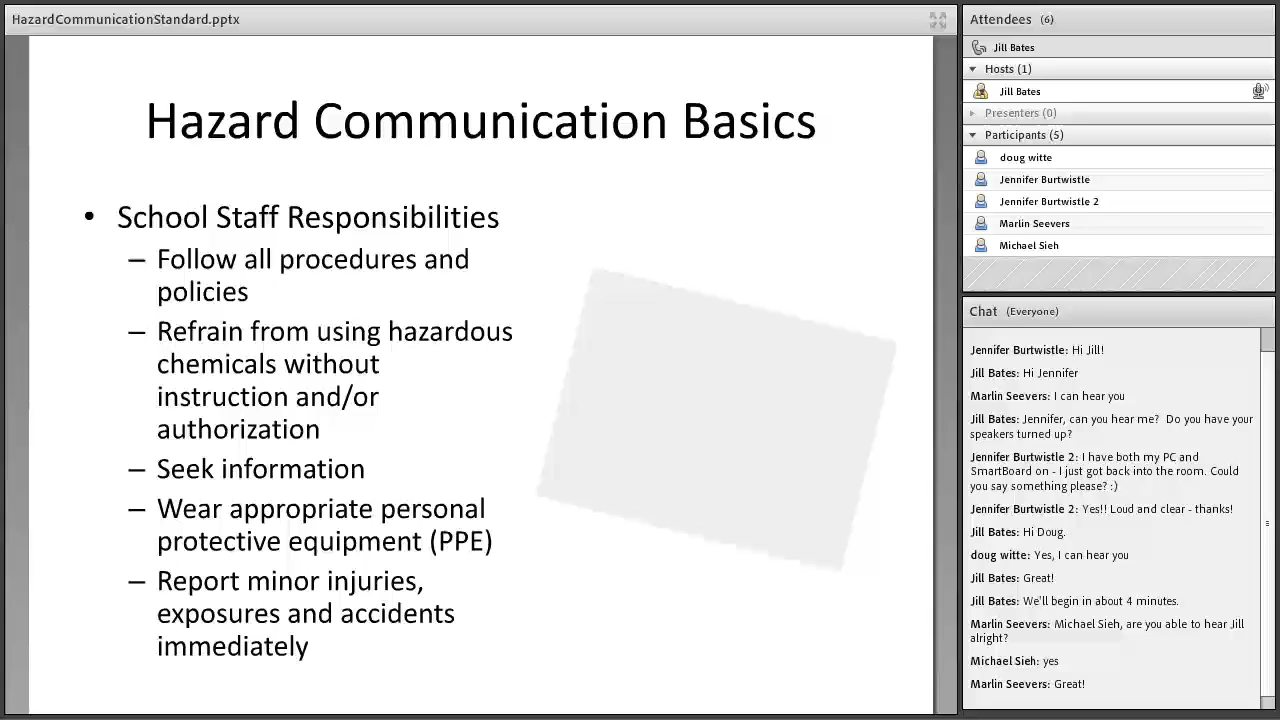 HazardCommunicationStandard.pptx
Hazard Communication Basics
• School Staff Responsibilities
– Follow all procedures and
policies
– Refrain from using hazardous
chemicals without
instruction and/or
authorization
– Seek information
– Wear appropriate personal
protective equipment (PPE)
– Report minor injuries,
exposures and accidents
immediately
Attendees (6)
Jill Bates
Hosts (1)
Jill Bates
Presenters (0)
Participants (5)
doug witte
Jennifer Burtwistle
Jennifer Burtwistle 2
Marlin Seevers
Michael Sieh
Chat (Everyone)
Jennifer Burtwistle: Hi Jill!
Jill Bates: Hi Jennifer
Marlin Seevers: I can hear you
Jill Bates: Jennifer, can you hear me? Do you have your
speakers turned up?
Jennifer Burtwistle 2: I have both my PC and
SmartBoard on - I just got back into the room. Could
you say something please? :)
Jennifer Burtwistle 2: Yes!! Loud and clear - thanks!
Jill Bates: Hi Doug.
doug witte: Yes, I can hear you
Jill Bates: Great!
Jill Bates: We'll begin in about 4 minutes.
Marlin Seevers: Michael Sieh, are you able to hear Jill
alright?
Michael Sieh: yes
Marlin Seevers: Great!